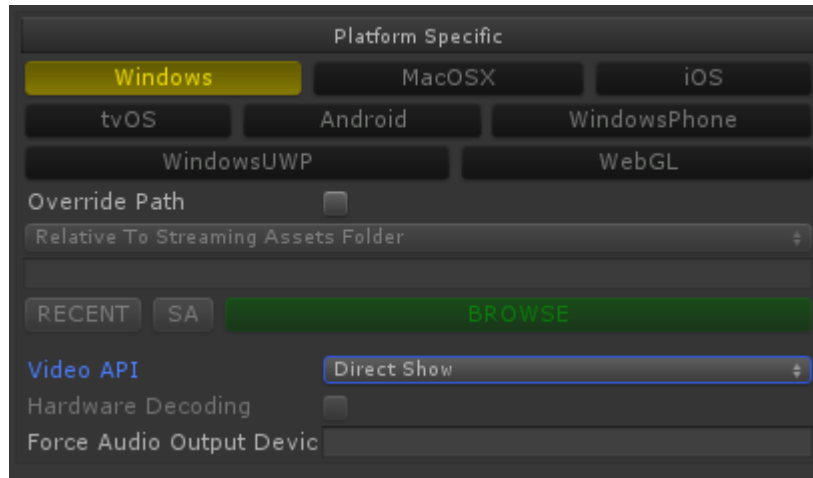 Platform Specific
Windows MacOSX iOS
tvOS Android WindowsPhone
WindowsUWP WebGL
Override Path
Relative To Streaming Assets Folder
RECENT SA BROWSE
Video API Direct Show
Hardware Decoding
Force Audio Output Devic